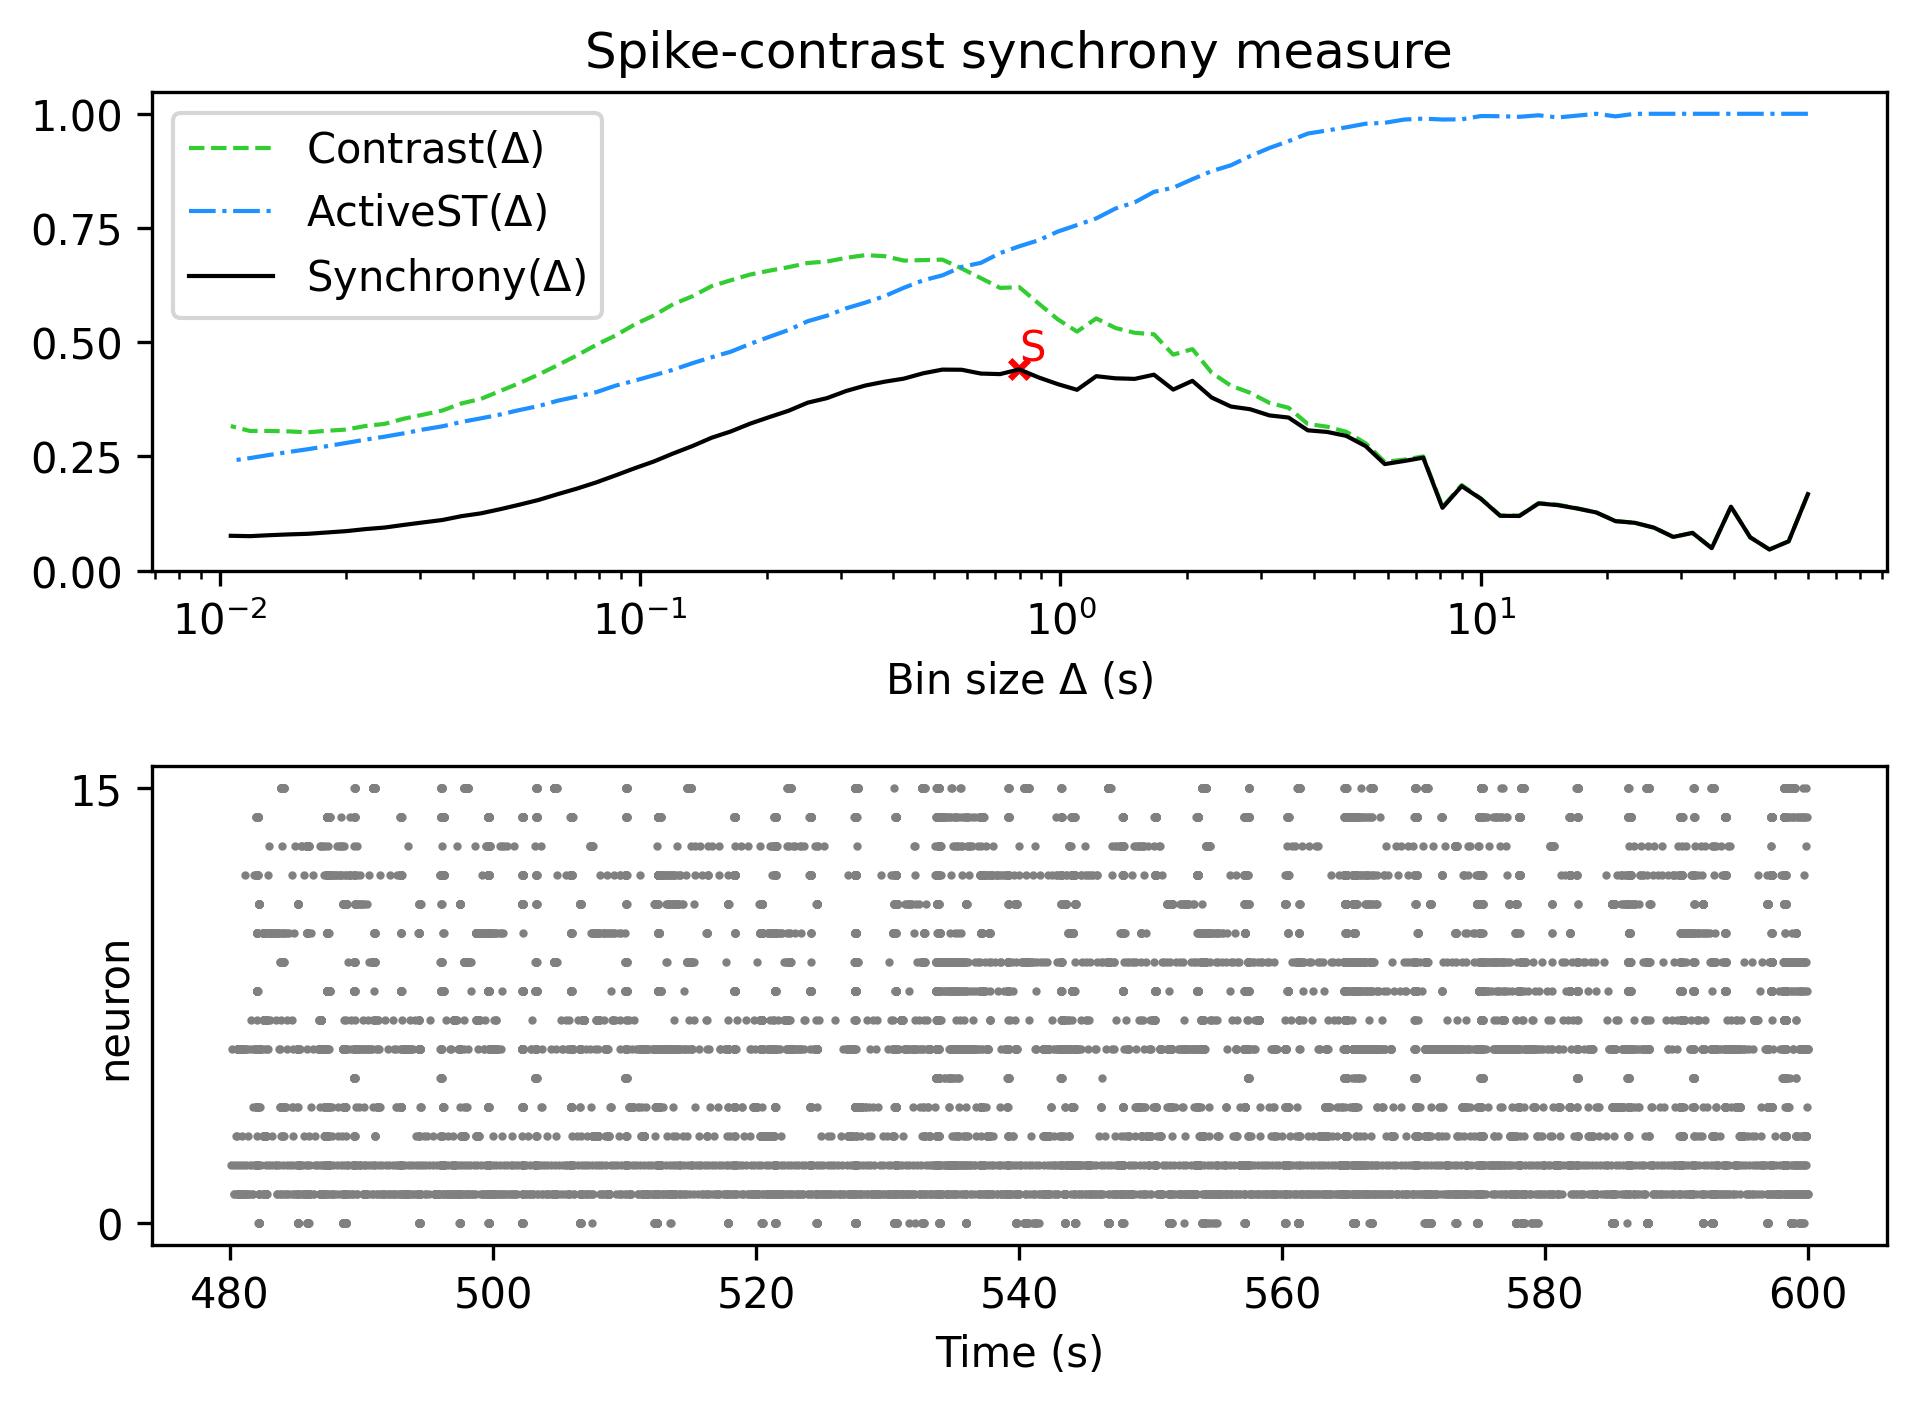 Spike-contrast synchrony measure
1.00
0.75
0.50
0.25
0.00
Contrast(Δ)
ActiveST(Δ)
Synchrony(Δ)
S
10⁻² 10⁻¹ 10⁰ 10¹
Bin size Δ (s)
15
0
neuron
480 500 520 540 560 580 600
Time (s)